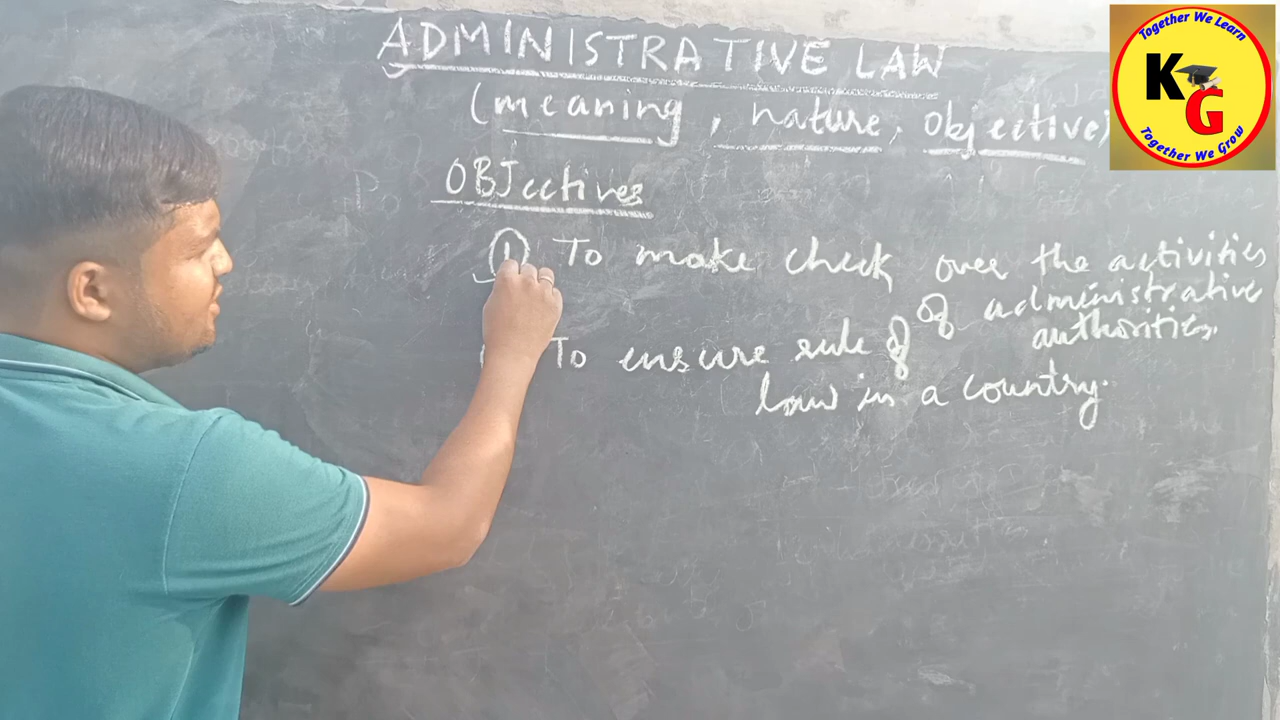 ADMINISTRATIVE LAW
(meaning, nature, objective)
OBJectives
① To make check over the activities
of administrative
authorities.
To ensure rule of
law in a country.
Together We Learn
KG
Together We Grow